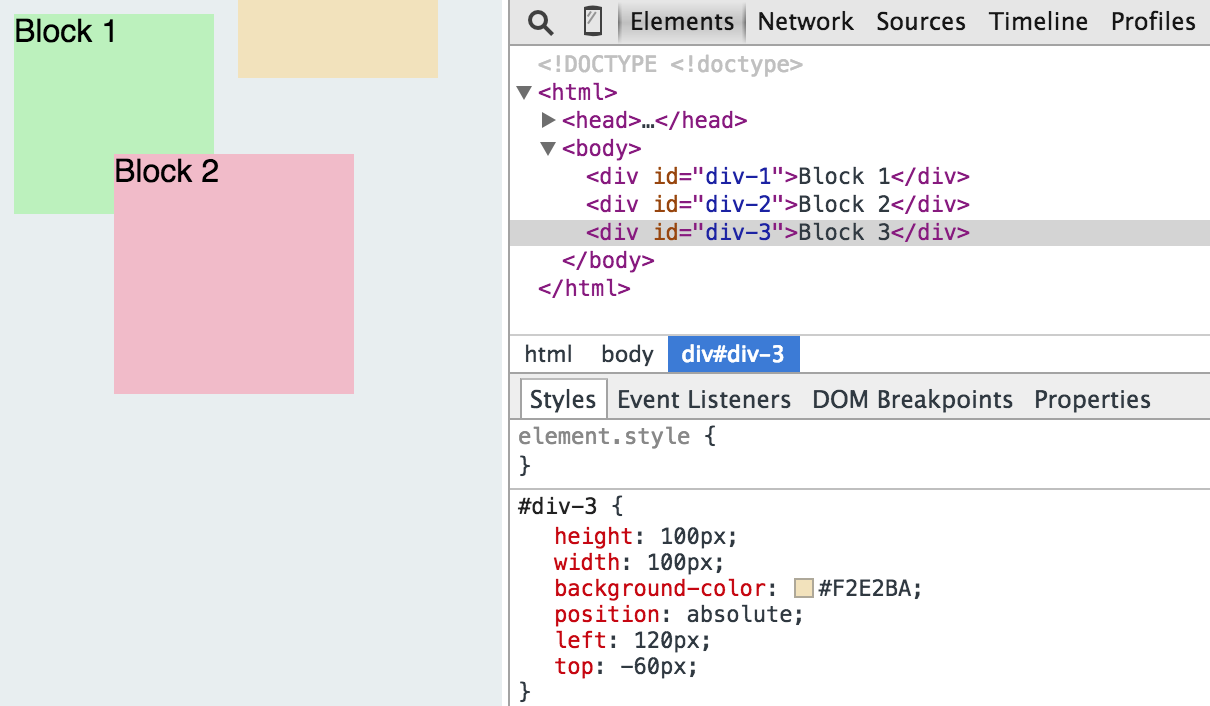 Block 1
Block 2
Elements Network Sources Timeline Profiles
<!DOCTYPE <!doctype>
▼<html>
▶<head>…</head>
▼<body>
<div id="div-1">Block 1</div>
<div id="div-2">Block 2</div>
<div id="div-3">Block 3</div>
</body>
</html>
html body div#div-3
Styles Event Listeners DOM Breakpoints Properties
element.style {
}
#div-3 {
height: 100px;
width: 100px;
background-color: #F2E2BA;
position: absolute;
left: 120px;
top: -60px;
}